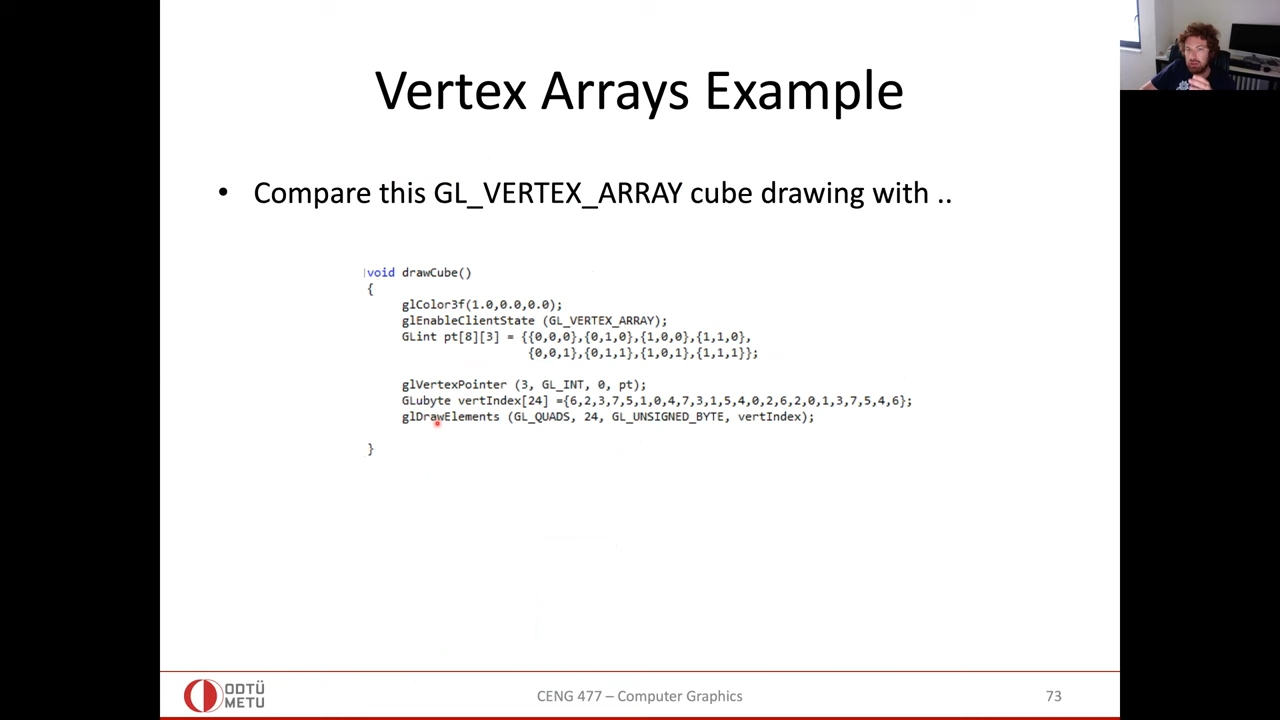 Vertex Arrays Example
• Compare this GL_VERTEX_ARRAY cube drawing with ..
void drawCube()
{
glColor3f(1.0,0.0,0.0);
glEnableClientState (GL_VERTEX_ARRAY);
GLint pt[8][3] = {{0,0,0},{0,1,0},{1,0,0},{1,1,0},
{0,0,1},{0,1,1},{1,0,1},{1,1,1}};
glVertexPointer (3, GL_INT, 0, pt);
GLubyte vertIndex[24] ={6,2,3,7,5,1,0,4,7,3,1,5,4,0,2,6,2,0,1,3,7,5,4,6};
glDrawElements (GL_QUADS, 24, GL_UNSIGNED_BYTE, vertIndex);
}
ODTÜ
METU
CENG 477 – Computer Graphics
73